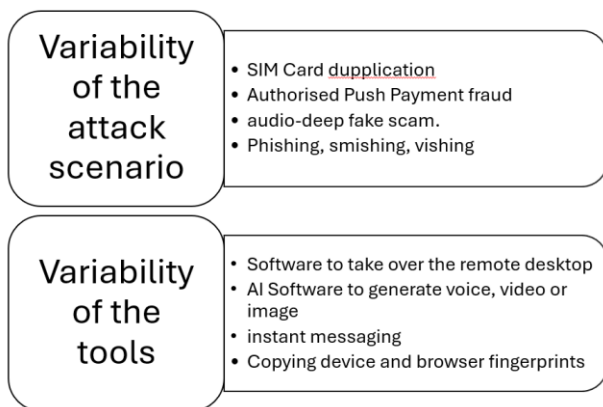 Variability
of the
attack
scenario
• SIM Card dupplication
• Authorised Push Payment fraud
• audio-deep fake scam.
• Phishing, smishing, vishing
Variability
of the
tools
• Software to take over the remote desktop
• AI Software to generate voice, video or
image
• instant messaging
• Copying device and browser fingerprints